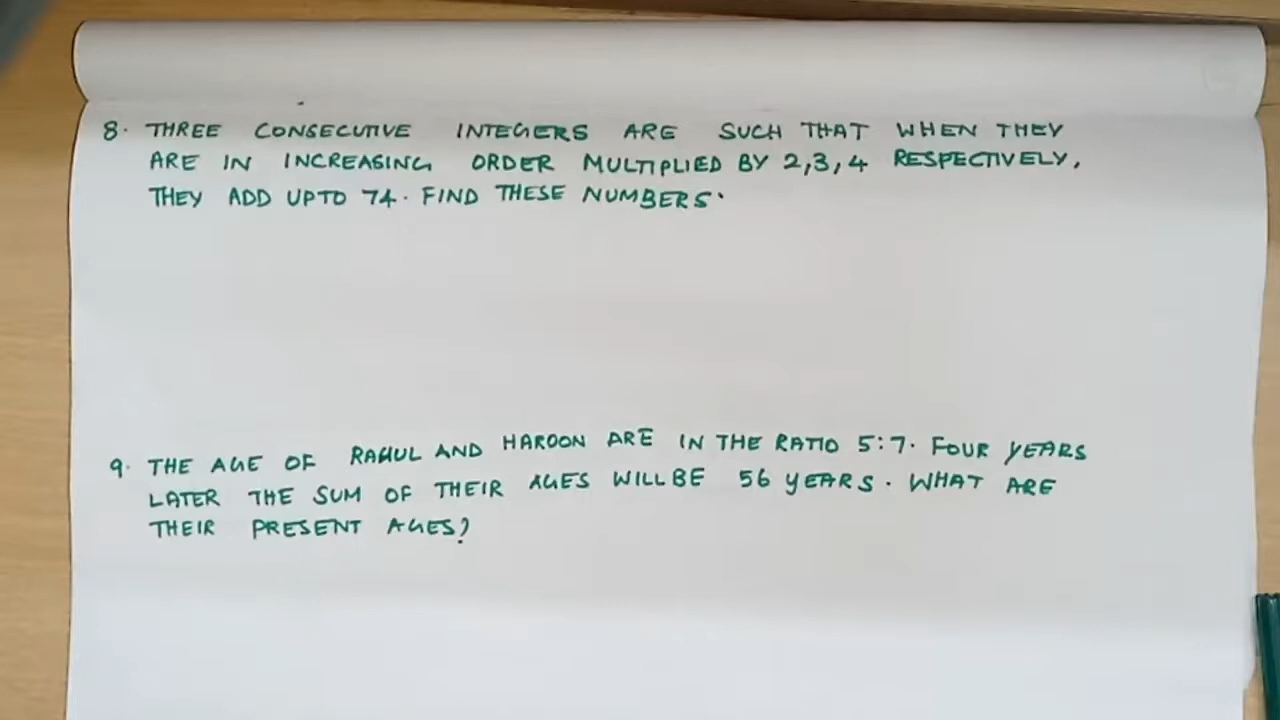 8. THREE CONSECUTIVE INTEGERS ARE SUCH THAT WHEN THEY
ARE IN INCREASING ORDER MULTIPLIED BY 2,3,4 RESPECTIVELY,
THEY ADD UPTO 74. FIND THESE NUMBERS.
9. THE AGE OF RAHUL AND HAROON ARE IN THE RATIO 5:7. FOUR YEARS
LATER THE SUM OF THEIR AGES WILL BE 56 YEARS. WHAT ARE
THEIR PRESENT AGES?